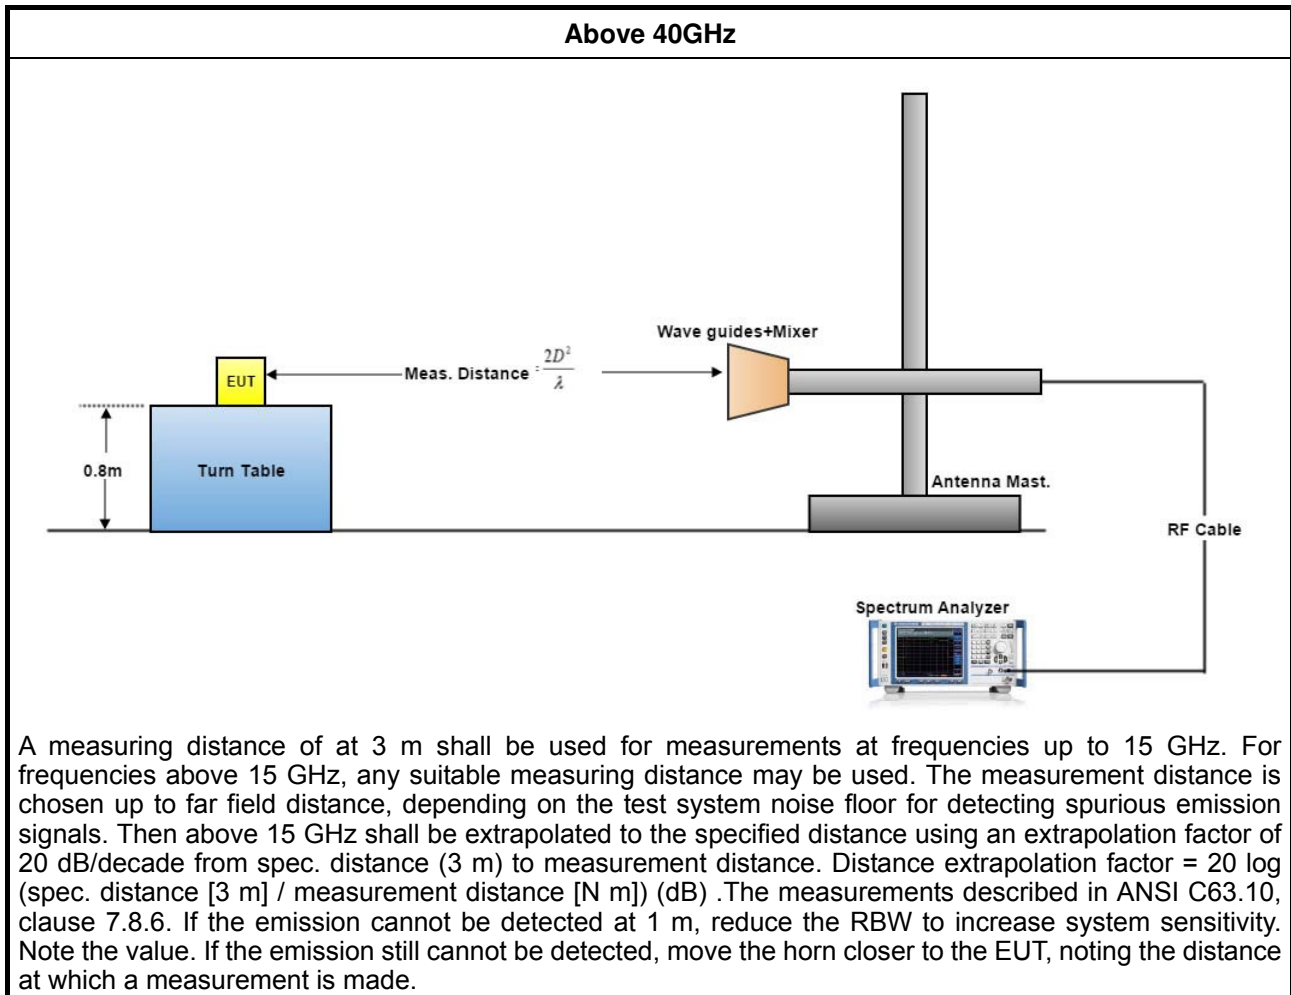 Above 40GHz
Wave guides+Mixer
EUT
Meas. Distance = 2D² / λ
0.8m
Turn Table
Antenna Mast.
RF Cable
Spectrum Analyzer
A measuring distance of at 3 m shall be used for measurements at frequencies up to 15 GHz. For
frequencies above 15 GHz, any suitable measuring distance may be used. The measurement distance is
chosen up to far field distance, depending on the test system noise floor for detecting spurious emission
signals. Then above 15 GHz shall be extrapolated to the specified distance using an extrapolation factor of
20 dB/decade from spec. distance (3 m) to measurement distance. Distance extrapolation factor = 20 log
(spec. distance [3 m] / measurement distance [N m]) (dB) .The measurements described in ANSI C63.10,
clause 7.8.6. If the emission cannot be detected at 1 m, reduce the RBW to increase system sensitivity.
Note the value. If the emission still cannot be detected, move the horn closer to the EUT, noting the distance
at which a measurement is made.